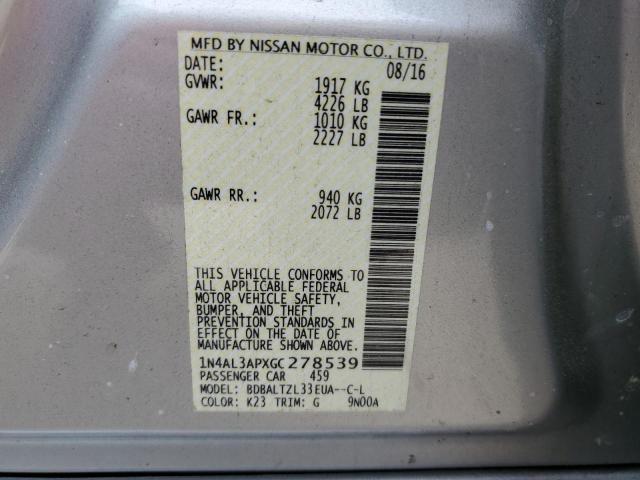 MFD BY NISSAN MOTOR CO., LTD.
DATE: 08/16
GVWR: 1917 KG
4226 LB
GAWR FR.: 1010 KG
2227 LB
GAWR RR.: 940 KG
2072 LB
THIS VEHICLE CONFORMS TO
ALL APPLICABLE FEDERAL
MOTOR VEHICLE SAFETY,
BUMPER, AND THEFT
PREVENTION STANDARDS IN
EFFECT ON THE DATE OF
MANUFACTURE SHOWN ABOVE.
1N4AL3APXGC278539
PASSENGER CAR 459
MODEL: BDBALTZL33EUA--C-L
COLOR: K23 TRIM: G 9N00A